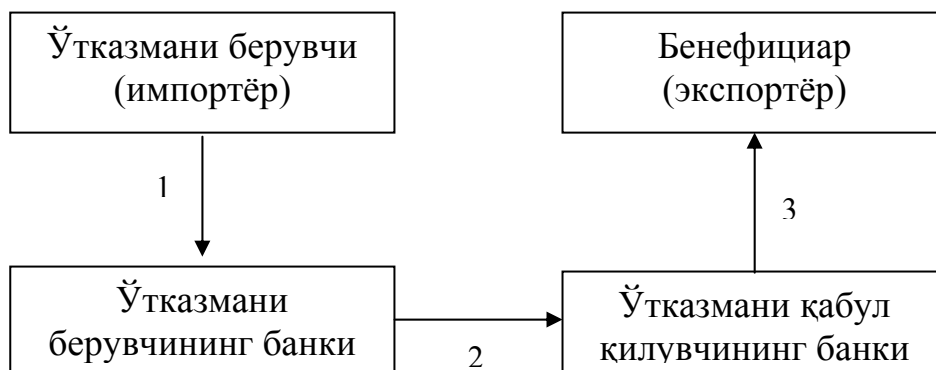 Ўтказмани берувчи
(импортёр)
Бенефициар
(экспортёр)
1
3
Ўтказмани
берувчининг банки
2
Ўтказмани қабул
қилувчининг банки